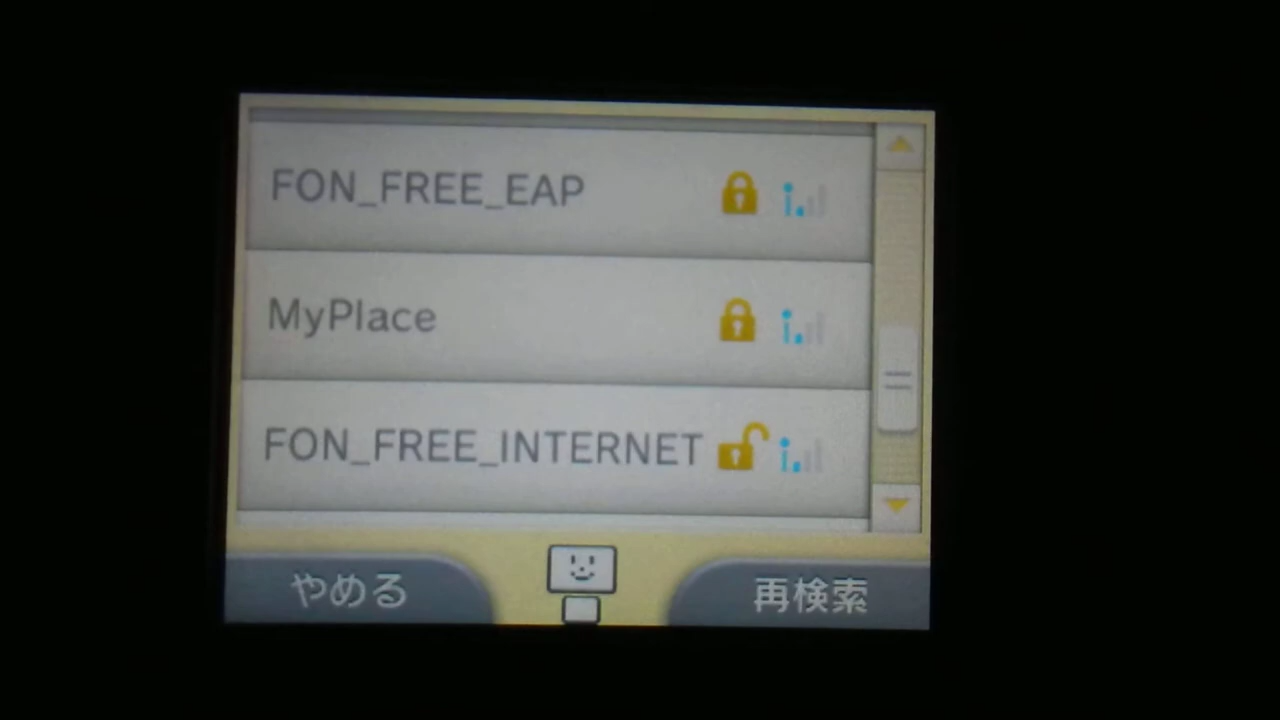 FON_FREE_EAP
MyPlace
FON_FREE_INTERNET
やめる
再検索